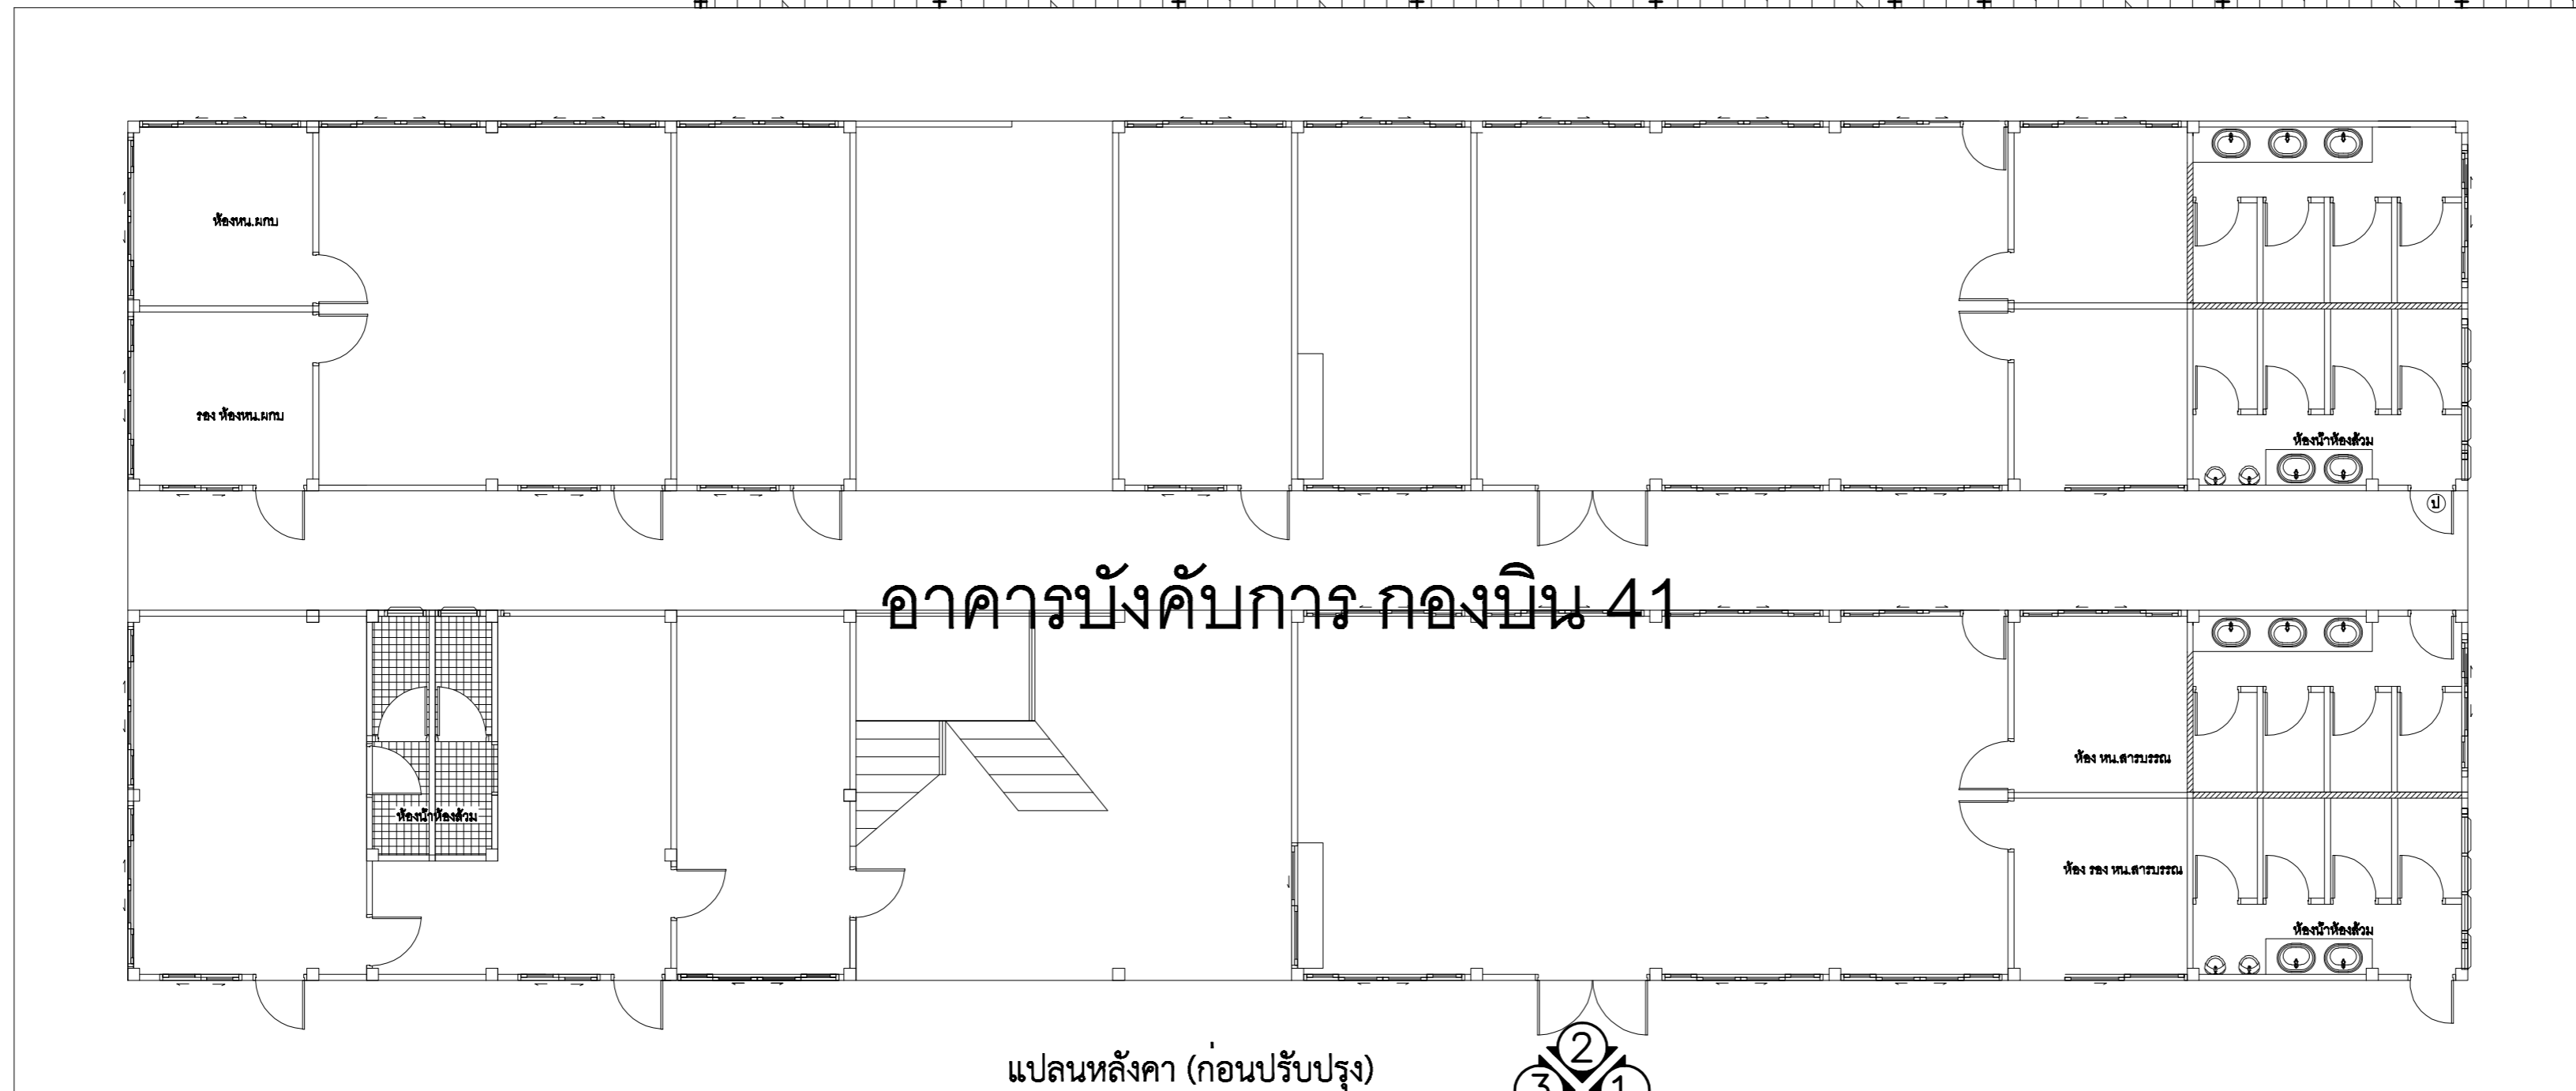 ห้องหน.ผกบ
รอง ห้องหน.ผกบ
ห้องน้ำห้องส้วม
ป
อาคารบังคับการ กองบิน 41
ห้อง หน.สารบรรณ
ห้องน้ำห้องส้วม
ห้อง รอง หน.สารบรรณ
ห้องน้ำห้องส้วม
แปลนหลังคา (ก่อนปรับปรุง)
2
3 1